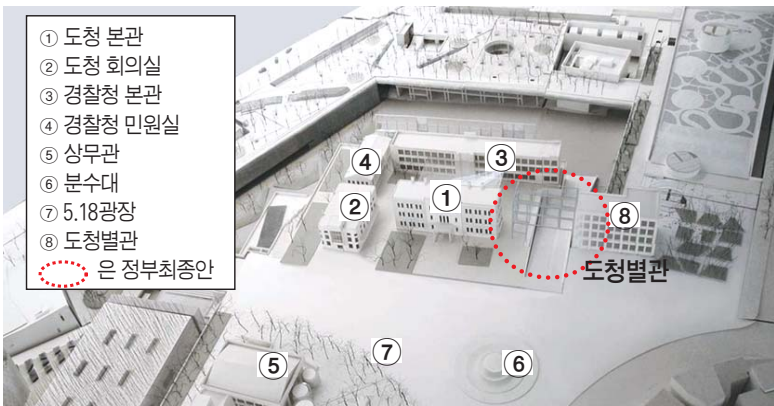 ① 도청 본관
② 도청 회의실
③ 경찰청 본관
④ 경찰청 민원실
⑤ 상무관
⑥ 분수대
⑦ 5.18광장
⑧ 도청별관
은 정부최종안
③
④
①
②
⑧
도청별관
⑦
⑤
⑥